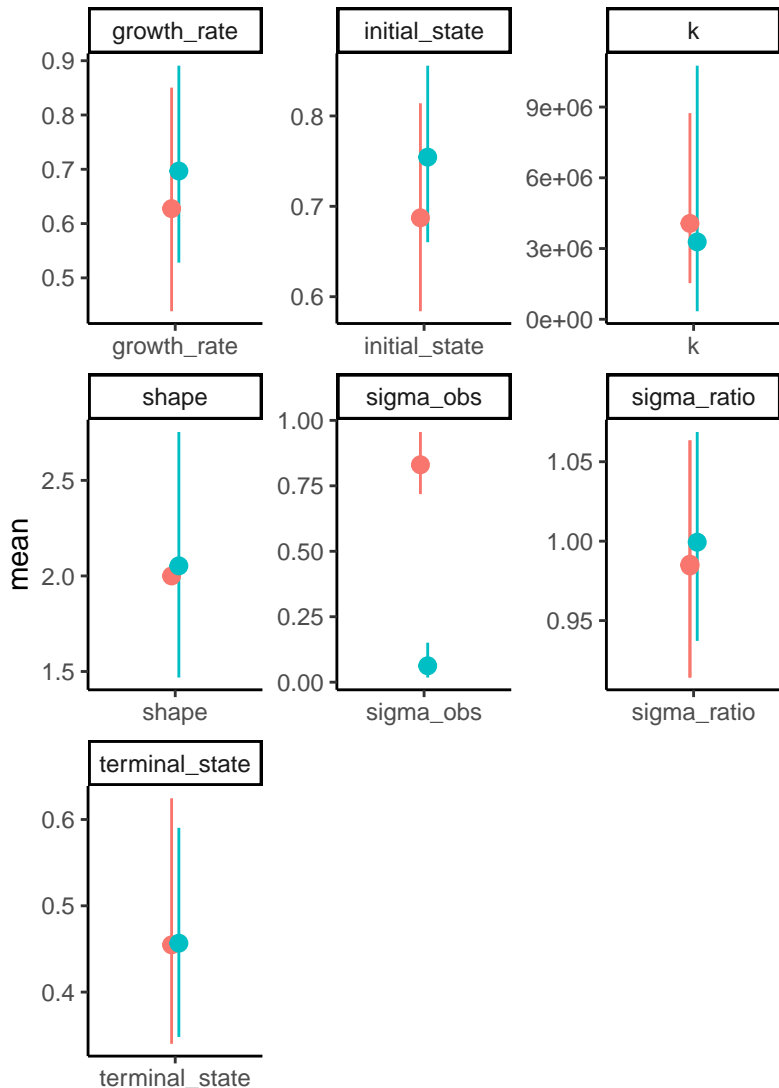 growth_rate
initial_state
k
0.9
0.8
0.7
0.6
0.5
0.8
0.7
0.6
9e+06
6e+06
3e+06
0e+00
growth_rate
initial_state
k
shape
sigma_obs
sigma_ratio
mean
2.5
2.0
1.5
1.00
0.75
0.50
0.25
0.00
1.05
1.00
0.95
shape
sigma_obs
sigma_ratio
terminal_state
0.6
0.5
0.4
terminal_state